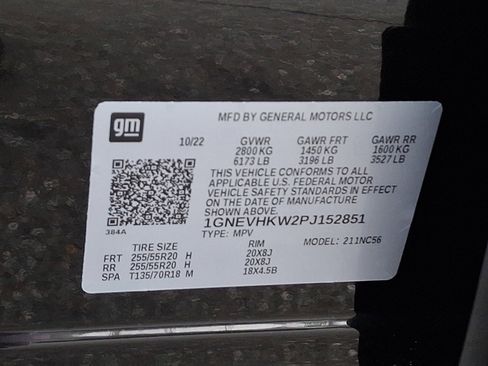 gm
MFD BY GENERAL MOTORS LLC
10/22 GVWR GAWR FRT GAWR RR
2800 KG 1450 KG 1600 KG
6173 LB 3196 LB 3527 LB
THIS VEHICLE CONFORMS TO ALL
APPLICABLE U.S. FEDERAL MOTOR
VEHICLE SAFETY STANDARDS IN EFFECT
ON THE DATE OF MANUFACTURE
SHOWN ABOVE.
1GNEVHKW2PJ152851
384A TYPE: MPV MODEL: 211NC56
TIRE SIZE RIM
FRT 255/55R20 H 20X8J
RR 255/55R20 H 20X8J
SPA T135/70R18 M 18X4.5B